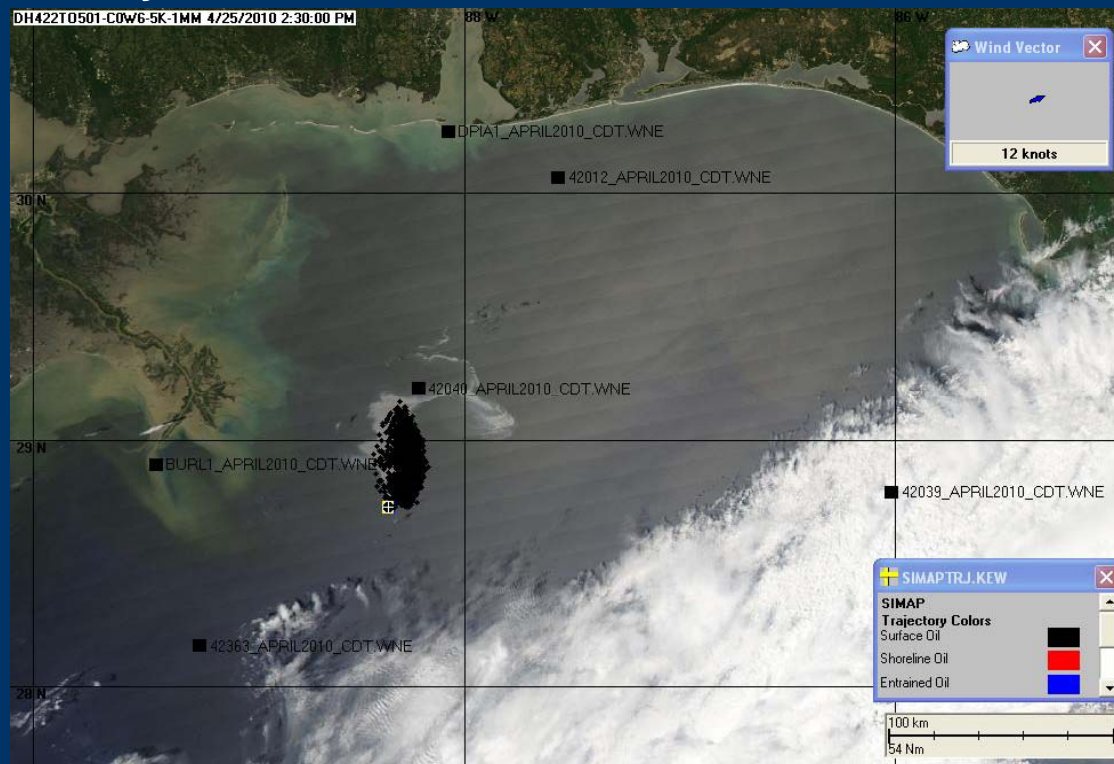 DH422TO501-C0W6-5K-1MM 4/25/2010 2:30:00 PM
88 W
86 W
Wind Vector
12 knots
DPIA1_APRIL2010_CDT.WNE
42012_APRIL2010_CDT.WNE
30 N
42040_APRIL2010_CDT.WNE
29 N
BURL1_APRIL2010_CDT.WNE
42039_APRIL2010_CDT.WNE
SIMAPTRJ.KEW
SIMAP
Trajectory Colors
Surface Oil
Shoreline Oil
Entrained Oil
42363_APRIL2010_CDT.WNE
28 N
100 km
54 Nm